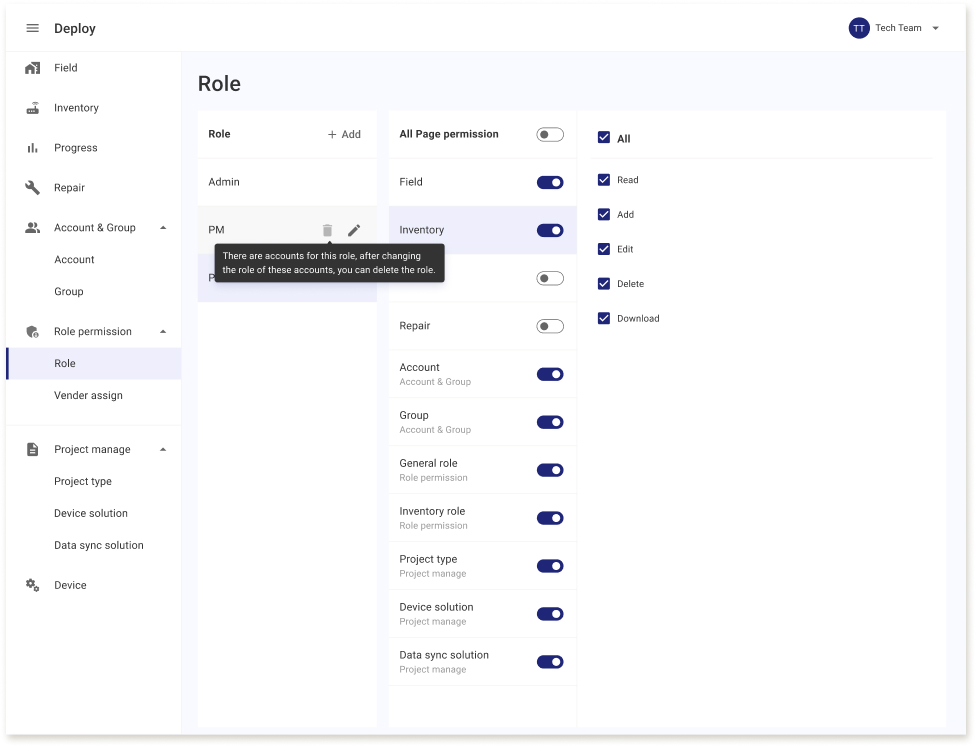 Deploy
TT Tech Team
Field
Inventory
Progress
Repair
Account & Group
Account
Group
Role permission
Role
Vender assign
Project manage
Project type
Device solution
Data sync solution
Device
Role
Role
+ Add
Admin
PM
There are accounts for this role, after changing
the role of these accounts, you can delete the role.
All Page permission
Field
Inventory
Repair
Account
Account & Group
Group
Account & Group
General role
Role permission
Inventory role
Role permission
Project type
Project manage
Device solution
Project manage
Data sync solution
Project manage
All
Read
Add
Edit
Delete
Download